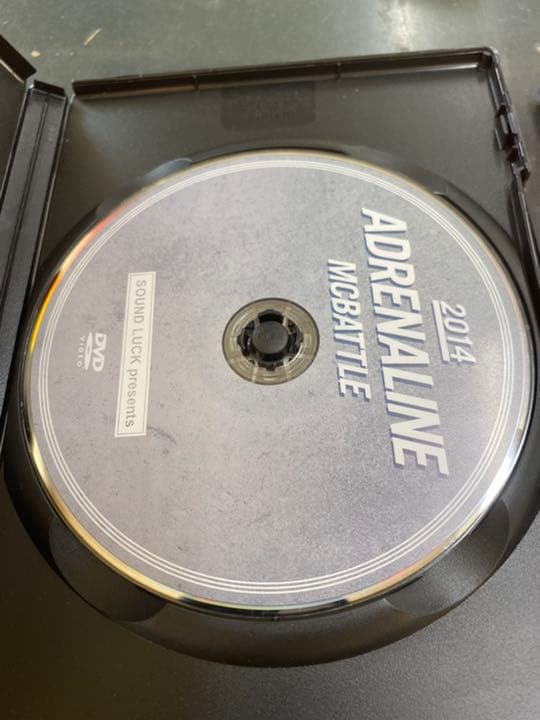 2014
ADRENALINE
MCBATTLE
SOUND LUCK presents
DVD
VIDEO